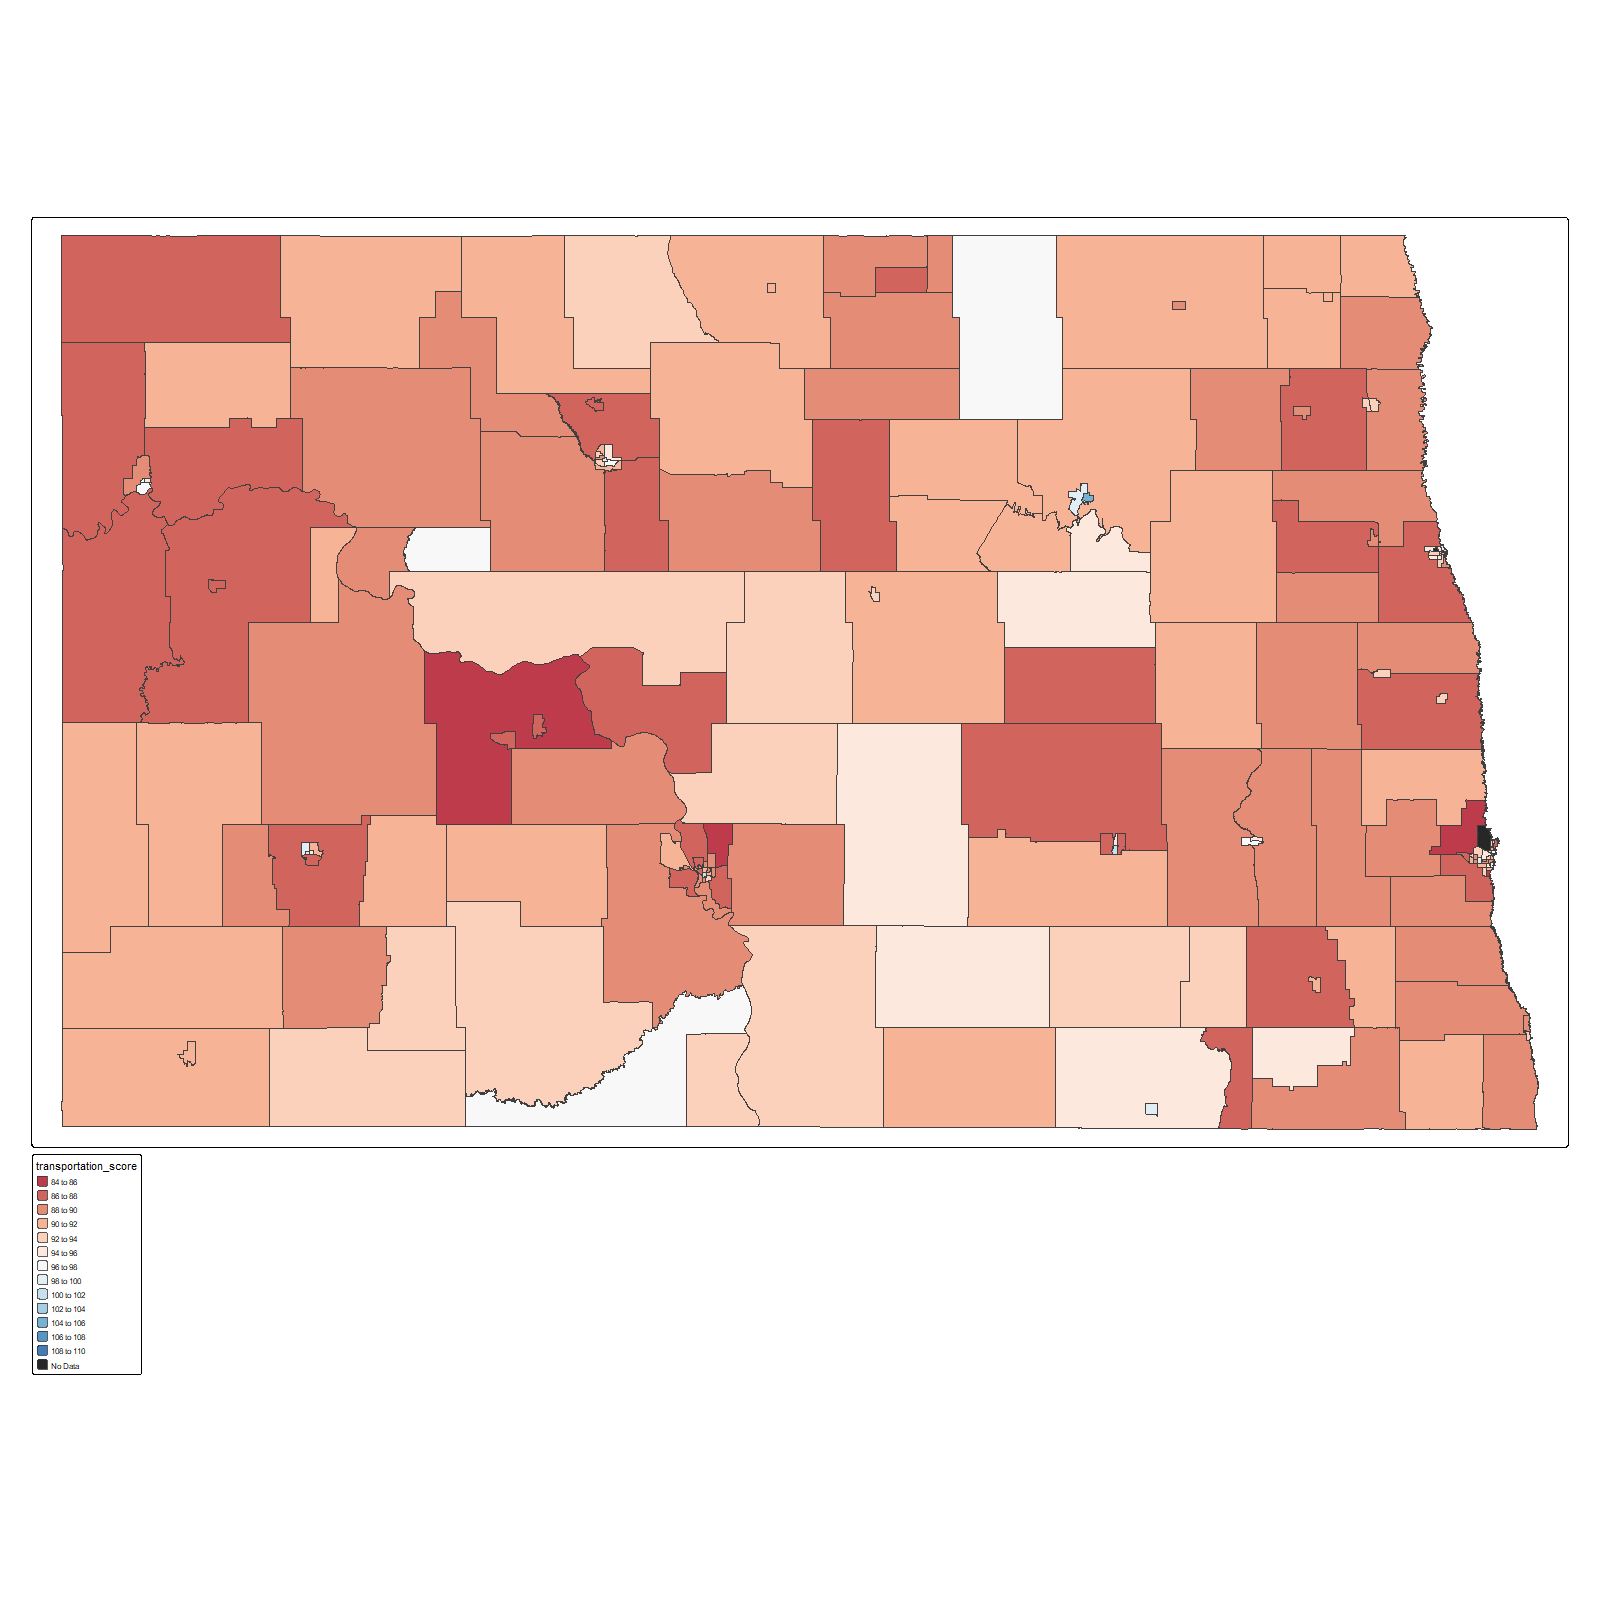 transportation_score
84 to 86
86 to 88
88 to 90
90 to 92
92 to 94
94 to 96
96 to 98
98 to 100
100 to 102
102 to 104
104 to 106
106 to 108
108 to 110
No Data